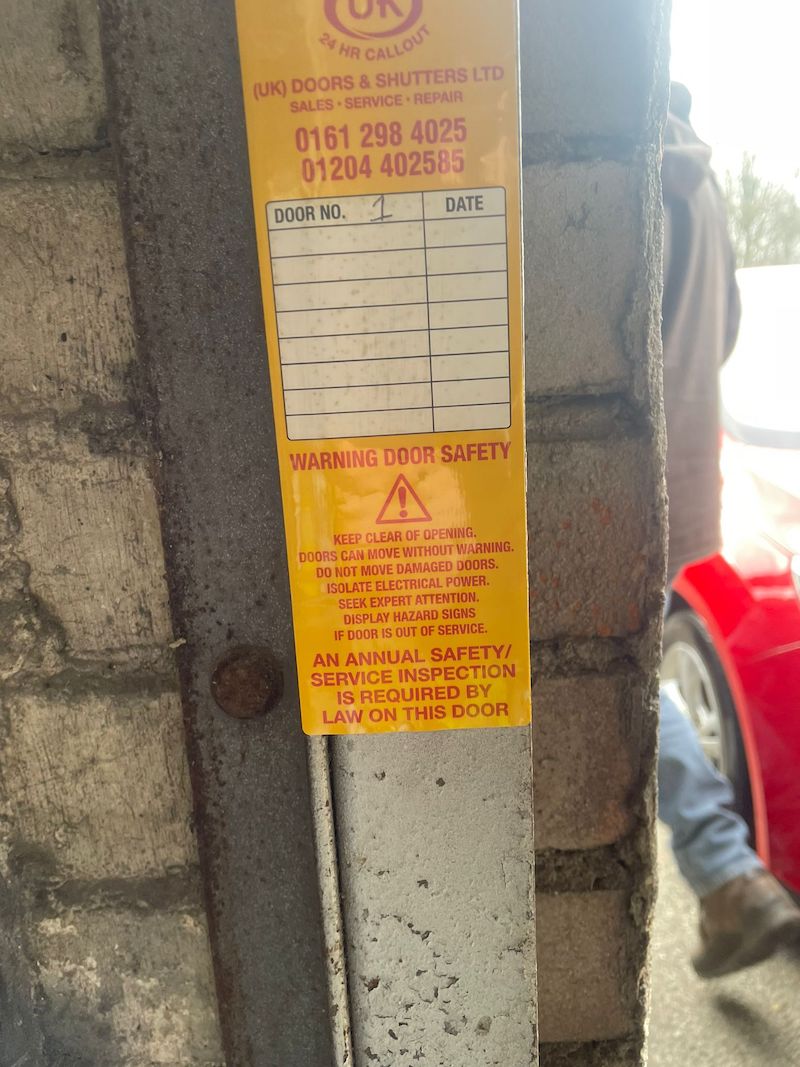 UK
24 HR CALLOUT
(UK) DOORS & SHUTTERS LTD
SALES • SERVICE • REPAIR
0161 298 4025
01204 402585
DOOR NO. 1 DATE
WARNING DOOR SAFETY
KEEP CLEAR OF OPENING.
DOORS CAN MOVE WITHOUT WARNING.
DO NOT MOVE DAMAGED DOORS.
ISOLATE ELECTRICAL POWER.
SEEK EXPERT ATTENTION.
DISPLAY HAZARD SIGNS
IF DOOR IS OUT OF SERVICE.
AN ANNUAL SAFETY/
SERVICE INSPECTION
IS REQUIRED BY
LAW ON THIS DOOR